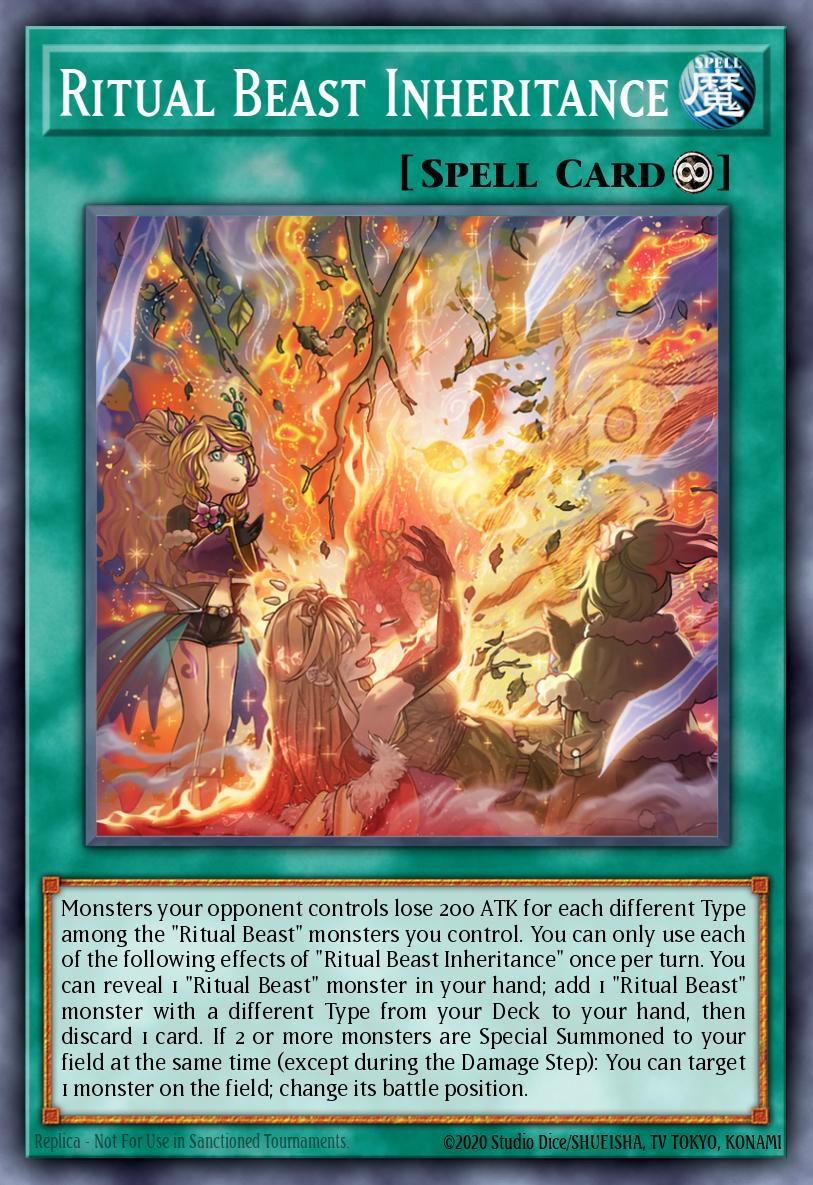 Ritual Beast Inheritance
SPELL
魔
[Spell Card]
Monsters your opponent controls lose 200 ATK for each different Type
among the "Ritual Beast" monsters you control. You can only use each
of the following effects of "Ritual Beast Inheritance" once per turn. You
can reveal 1 "Ritual Beast" monster in your hand; add 1 "Ritual Beast"
monster with a different Type from your Deck to your hand, then
discard 1 card. If 2 or more monsters are Special Summoned to your
field at the same time (except during the Damage Step): You can target
1 monster on the field; change its battle position.
Replica - Not For Use in Sanctioned Tournaments.
©2020 Studio Dice/SHUEISHA, TV TOKYO, KONAMI